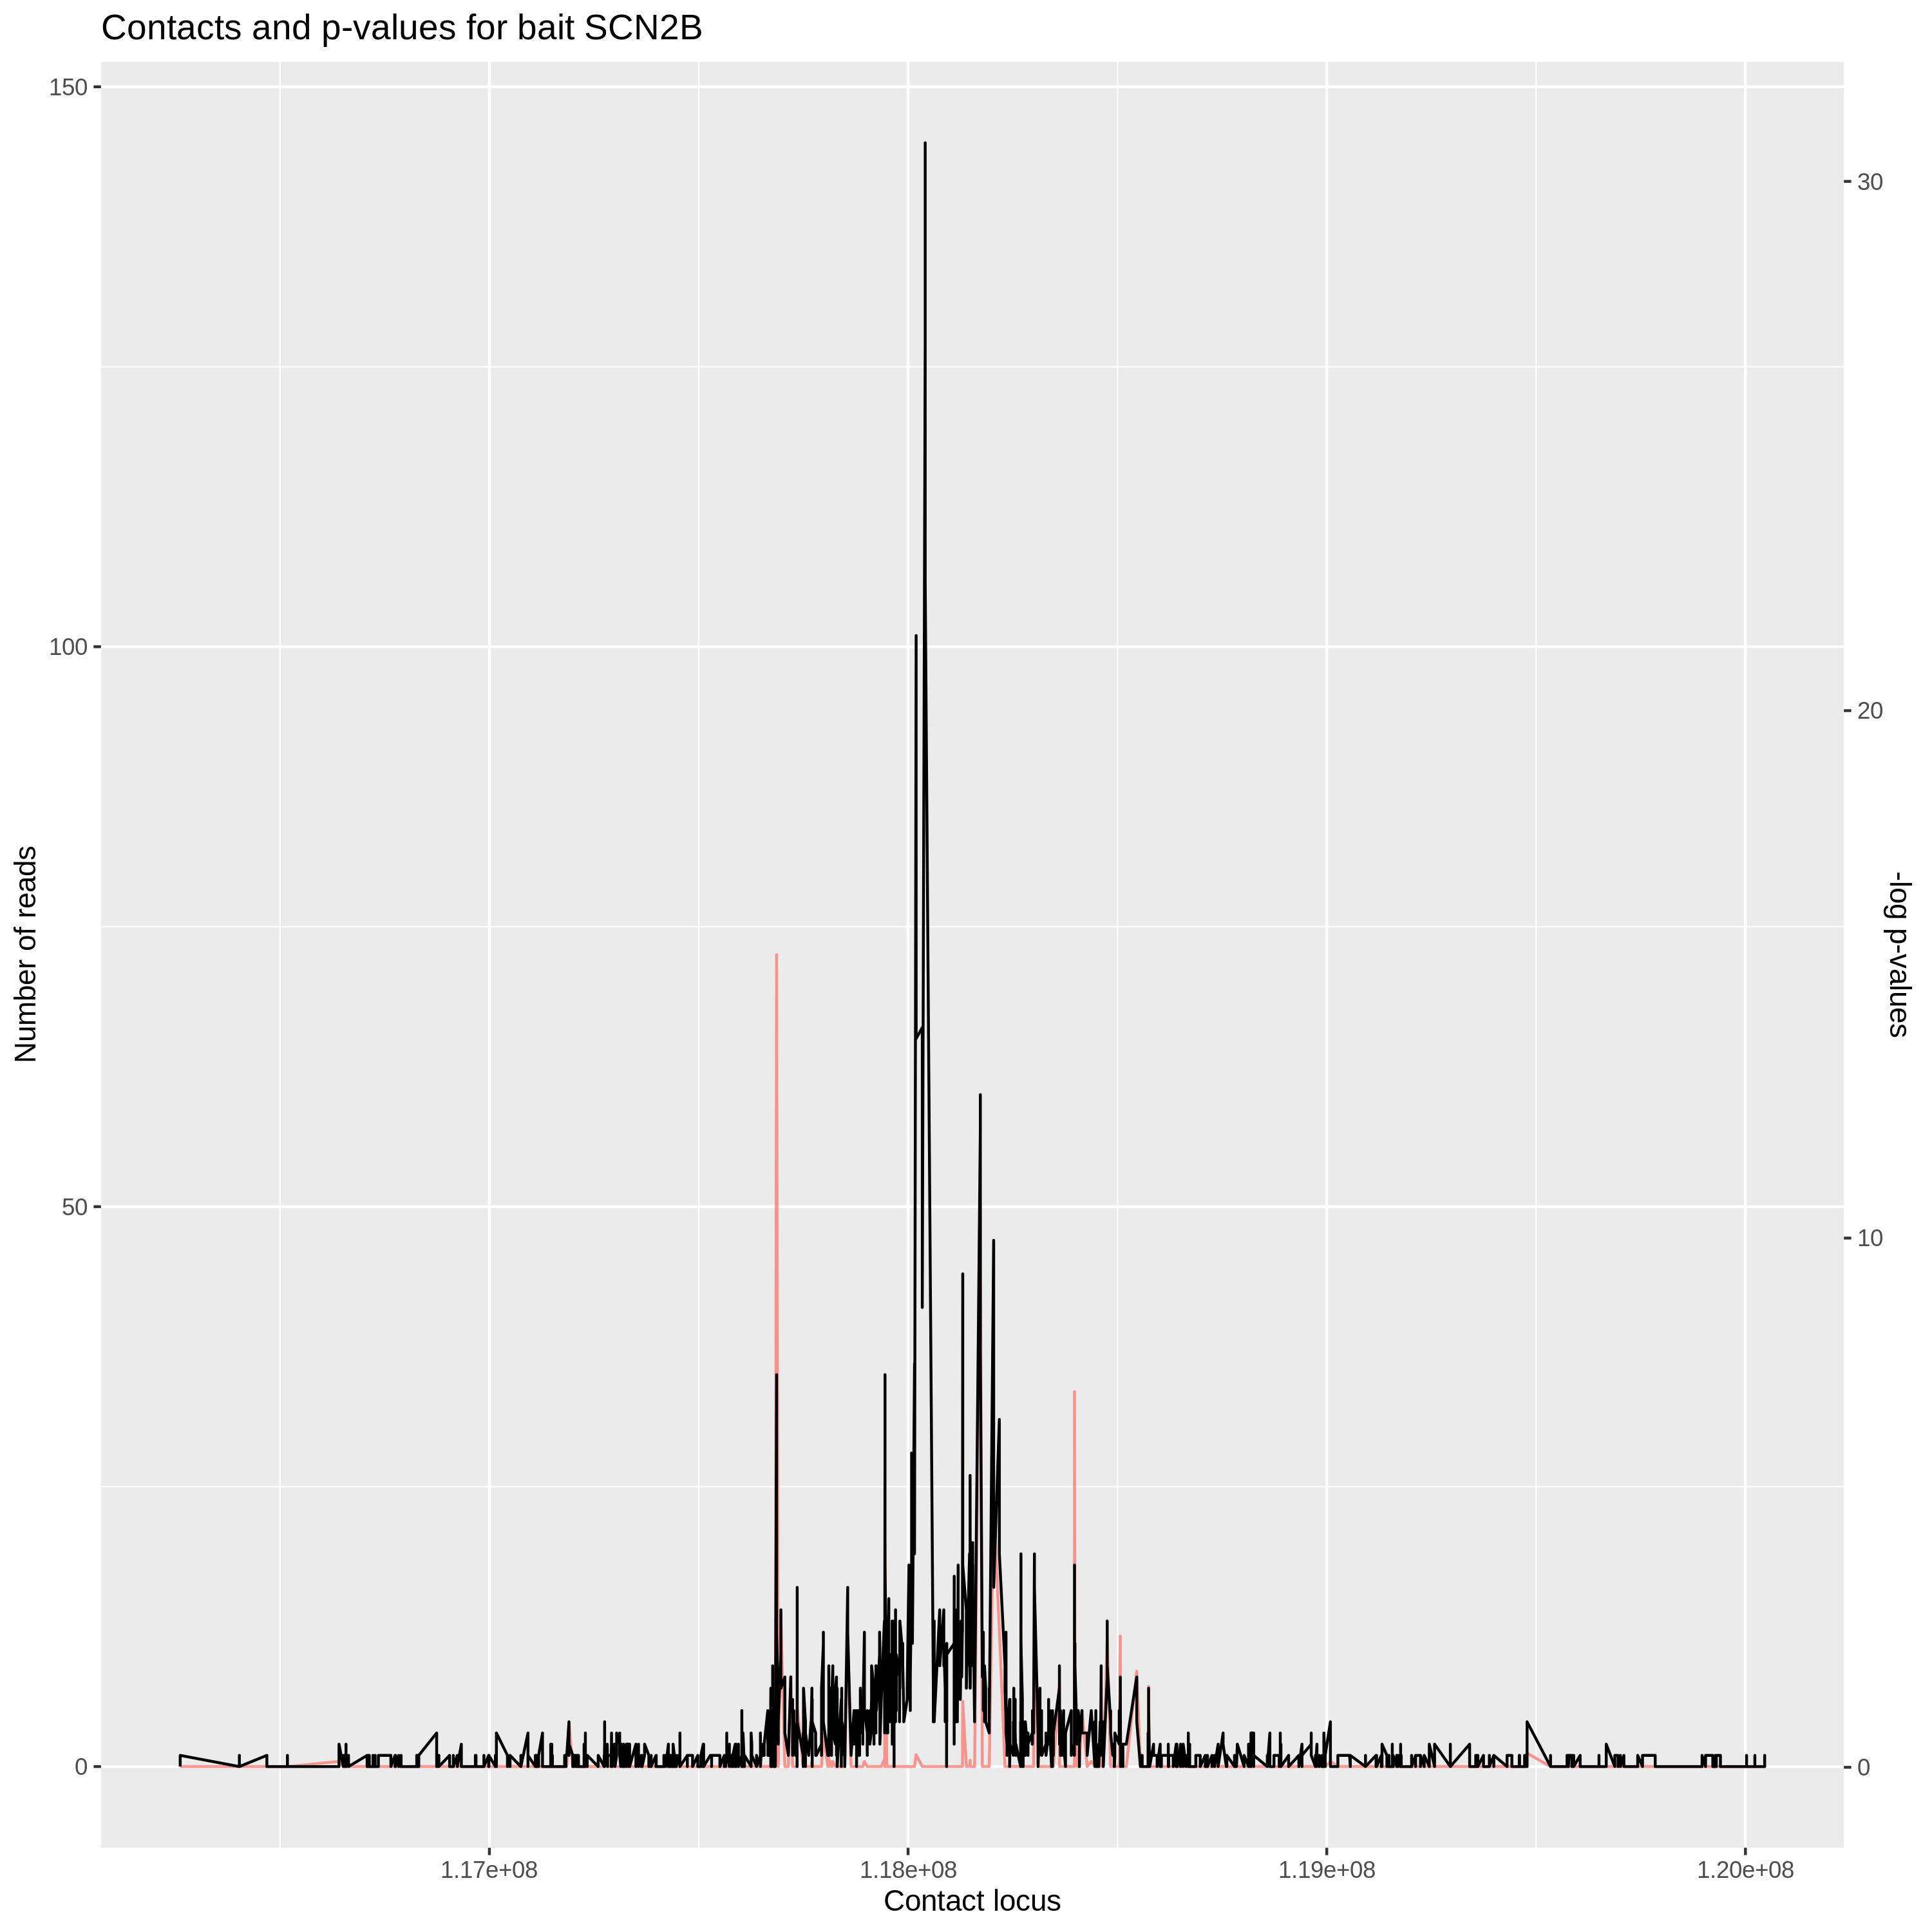 Contacts and p-values for bait SCN2B
150
100
50
0
Number of reads
30
20
10
0
-log p-values
1.17e+08 1.18e+08 1.19e+08 1.20e+08
Contact locus